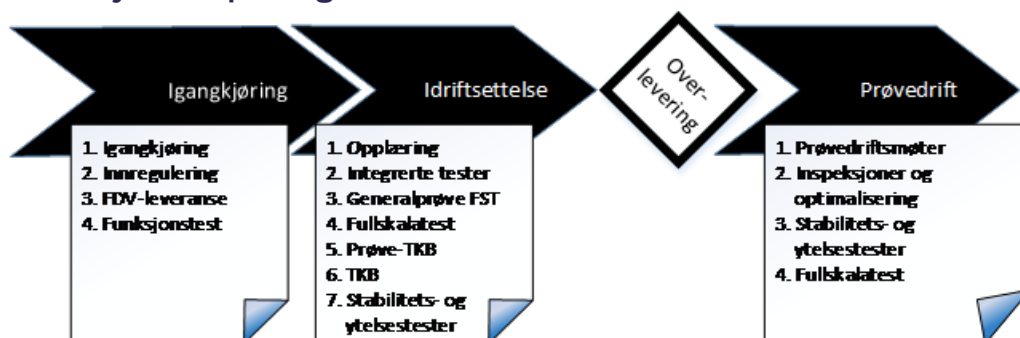 Igangkjøring
1. Igangkjøring
2. Innregulering
3. FDV-leveranse
4. Funksjonstest
Idriftsettelse
1. Opplæring
2. Integrerte tester
3. Generalprøve FST
4. Fullskalatest
5. Prøve-TKB
6. TKB
7. Stabilitets- og
ytelsestester
Over-
levering
Prøvedrift
1. Prøvedriftsmøter
2. Inspeksjoner og
optimalisering
3. Stabilitets- og
ytelsestester
4. Fullskalatest